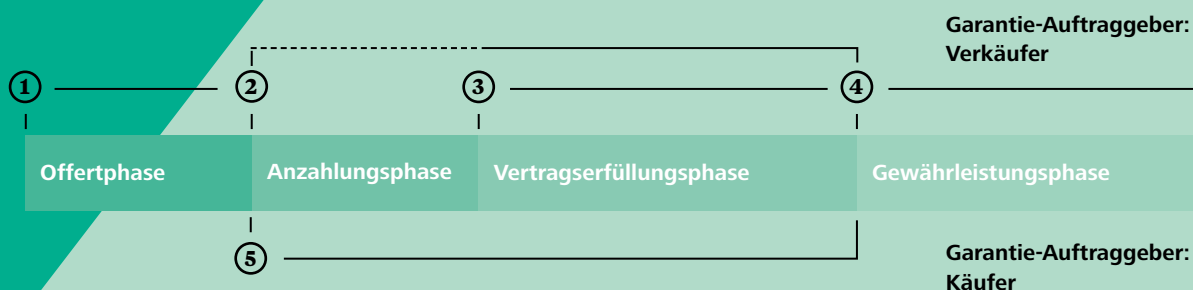 Garantie-Auftraggeber:
Verkäufer
1 2 3 4
Offertphase Anzahlungsphase Vertragserfüllungsphase Gewährleistungsphase
5
Garantie-Auftraggeber:
Käufer